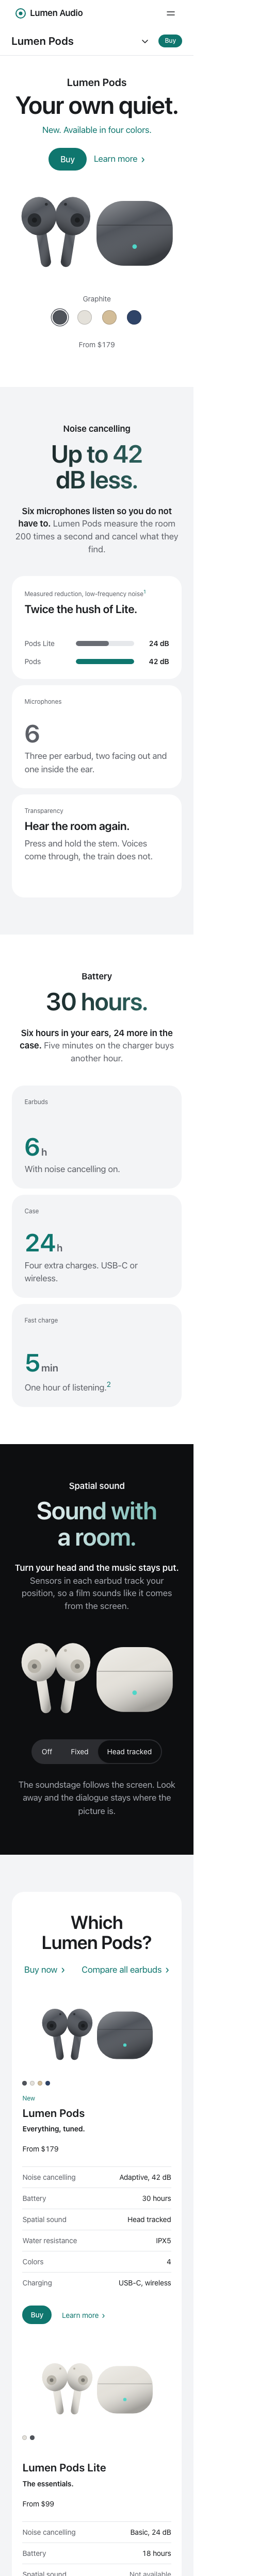 Lumen Audio
Lumen Pods
Buy
Lumen Pods
Your own quiet.
New. Available in four colors.
Buy
Learn more
Graphite
From $179
Noise cancelling
Up to 42
dB less.
Six microphones listen so you do not
have to. Lumen Pods measure the room
200 times a second and cancel what they
find.
Measured reduction, low-frequency noise1
Twice the hush of Lite.
Pods Lite
24 dB
Pods
42 dB
Microphones
6
Three per earbud, two facing out and
one inside the ear.
Transparency
Hear the room again.
Press and hold the stem. Voices
come through, the train does not.
Battery
30 hours.
Six hours in your ears, 24 more in the
case. Five minutes on the charger buys
another hour.
Earbuds
6 h
With noise cancelling on.
Case
24 h
Four extra charges. USB-C or
wireless.
Fast charge
5 min
One hour of listening.2
Spatial sound
Sound with
a room.
Turn your head and the music stays put.
Sensors in each earbud track your
position, so a film sounds like it comes
from the screen.
Off
Fixed
Head tracked
The soundstage follows the screen. Look
away and the dialogue stays where the
picture is.
Which
Lumen Pods?
Buy now
Compare all earbuds
New
Lumen Pods
Everything, tuned.
From $179
Noise cancelling
Adaptive, 42 dB
Battery
30 hours
Spatial sound
Head tracked
Water resistance
IPX5
Colors
4
Charging
USB-C, wireless
Buy
Learn more
Lumen Pods Lite
The essentials.
From $99
Noise cancelling
Basic, 24 dB
Battery
18 hours
Spatial sound
Not available